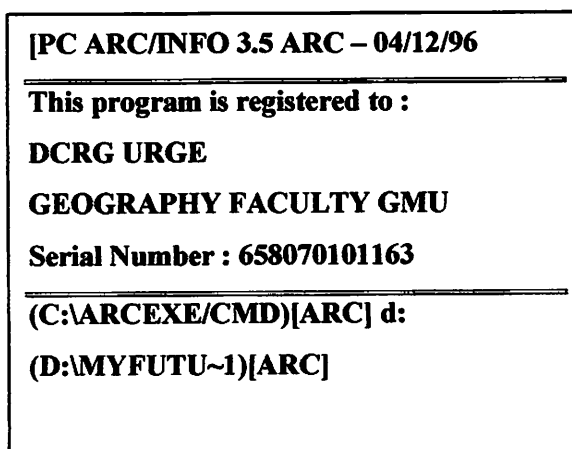 [PC ARC/INFO 3.5 ARC – 04/12/96
This program is registered to :
DCRG URGE
GEOGRAPHY FACULTY GMU
Serial Number : 658070101163
(C:\ARCEXE/CMD)[ARC] d:
(D:\MYFUTU~1)[ARC]